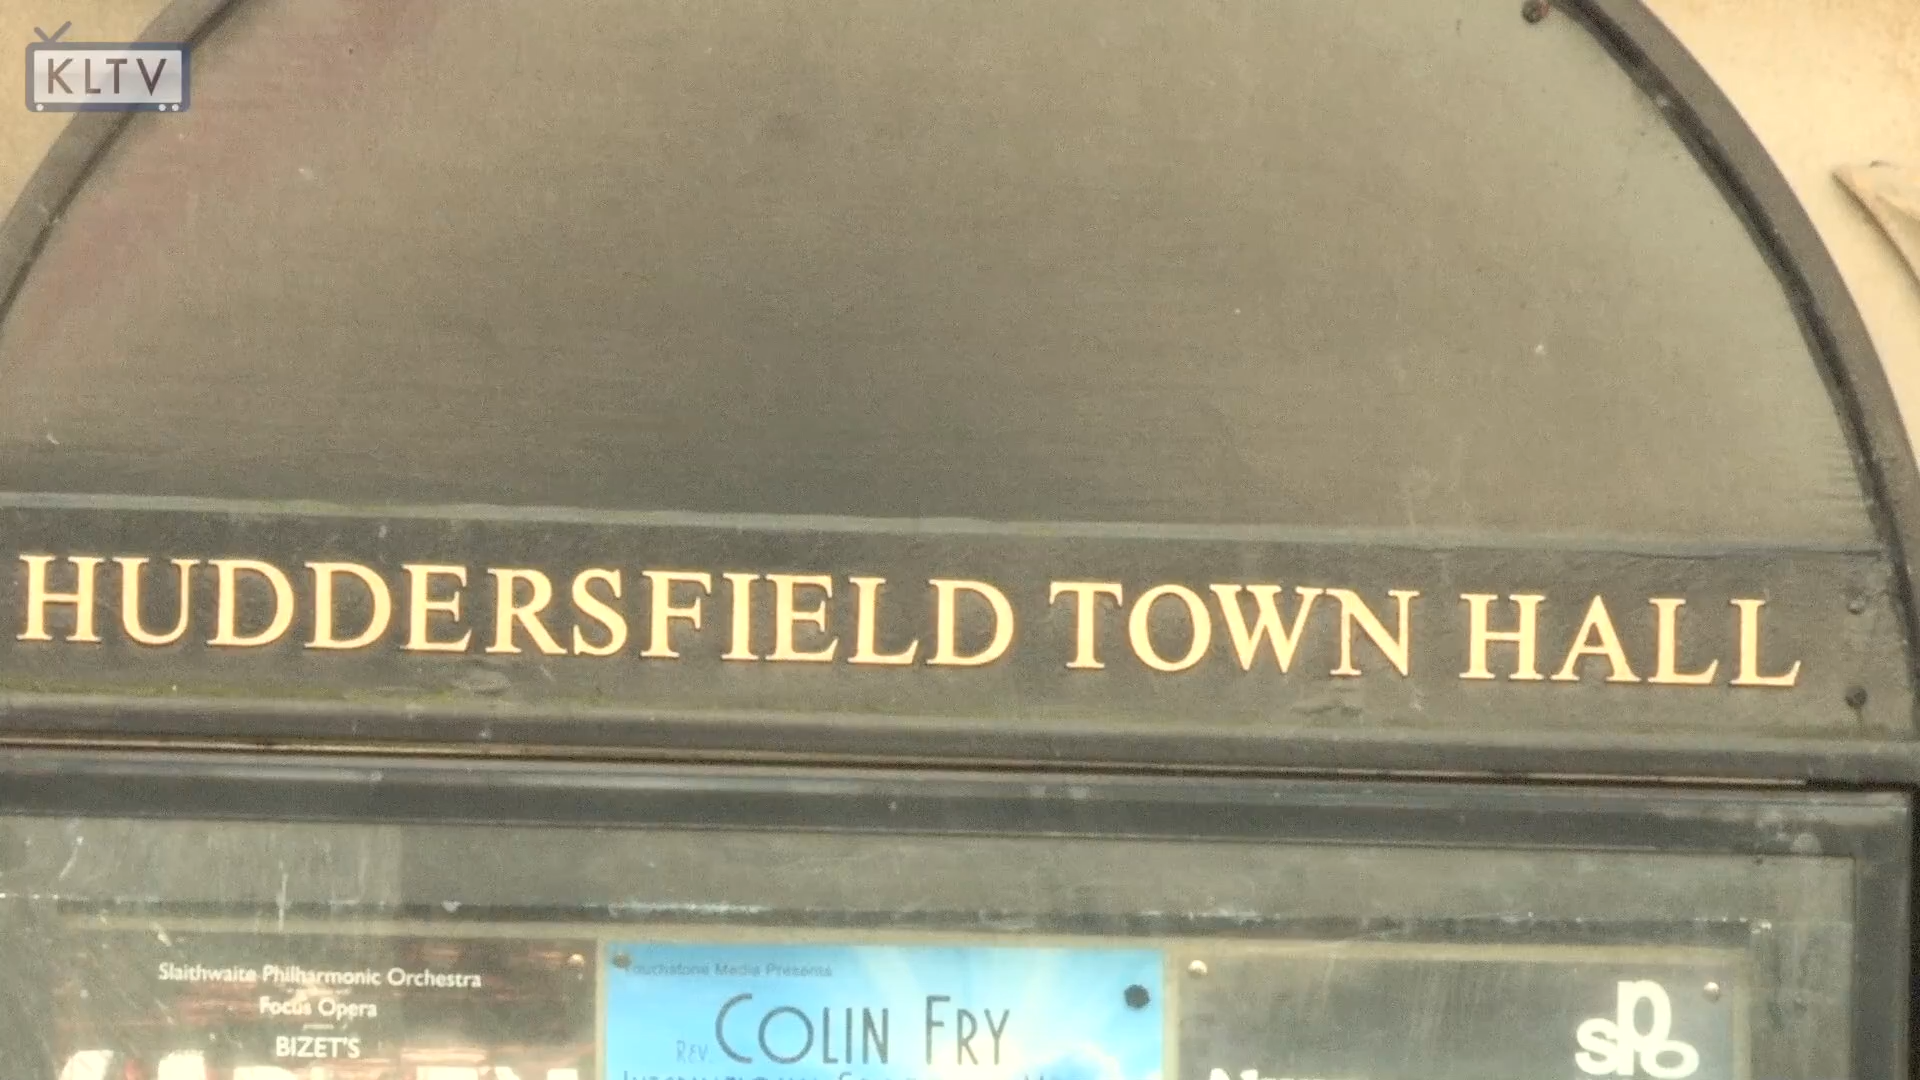 KLTV
HUDDERSFIELD TOWN HALL
Slaithwaite Philharmonic Orchestra
Focus Opera
BIZET'S
Touchstone Media Presents
REV. COLIN FRY